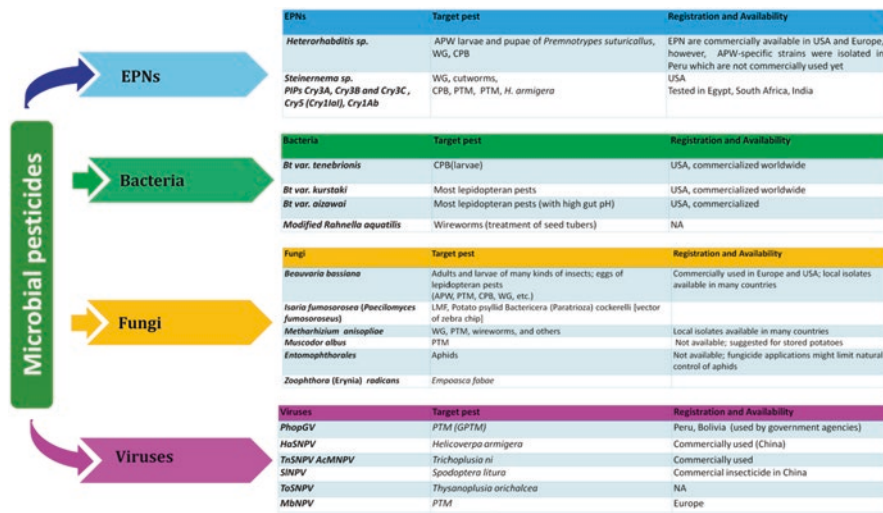 Microbial pesticides
EPNs
EPNs Target pest Registration and Availability
Heterorhabditis sp. APW larvae and pupae of Premnotrypes suturicallus, EPN are commercially available in USA and Europe,
WG, CPB however, APW-specific strains were isolated in
Peru which are not commercially used yet
Steinernema sp. WG, cutworms, USA
PIPs Cry3A, Cry3B and Cry3C , CPB, PTM, PTM, H. armigera Tested in Egypt, South Africa, India
Cry5 (Cry1IaI), Cry1Ab
Bacteria
Bacteria Target pest Registration and Availability
Bt var. tenebrionis CPB(larvae) USA, commercialized worldwide
Bt var. kurstaki Most lepidopteran pests USA, commercialized worldwide
Bt var. aizawai Most lepidopteran pests (with high gut pH) USA, commercialized
Modified Rahnella aquatilis Wireworms (treatment of seed tubers) NA
Fungi
Fungi Target pest Registration and Availability
Beauvaria bassiana Adults and larvae of many kinds of insects; eggs of Commercially used in Europe and USA; local isolates
lepidopteran pests available in many countries
(APW, PTM, CPB, WG, etc.)
Isaria fumosorosea (Paecilomyces LMF, Potato psyllid Bactericera (Paratrioza) cockerelli [vector
fumosoroseus) of zebra chip]
Metharhizium anisopliae WG, PTM, wireworms, and others Local isolates available in many countries
Muscodor albus PTM Not available; suggested for stored potatoes
Entomophthorales Aphids Not available; fungicide applications might limit natural
control of aphids
Zoophthora (Erynia) radicans Empoasca fabae
Viruses
Viruses Target pest Registration and Availability
PhopGV PTM (GPTM) Peru, Bolivia (used by government agencies)
HaSNPV Helicoverpa armigera Commercially used (China)
TnSNPV AcMNPV Trichoplusia ni Commercially used
SlNPV Spodoptera litura Commercial insecticide in China
ToSNPV Thysanoplusia orichalcea NA
MbNPV PTM Europe